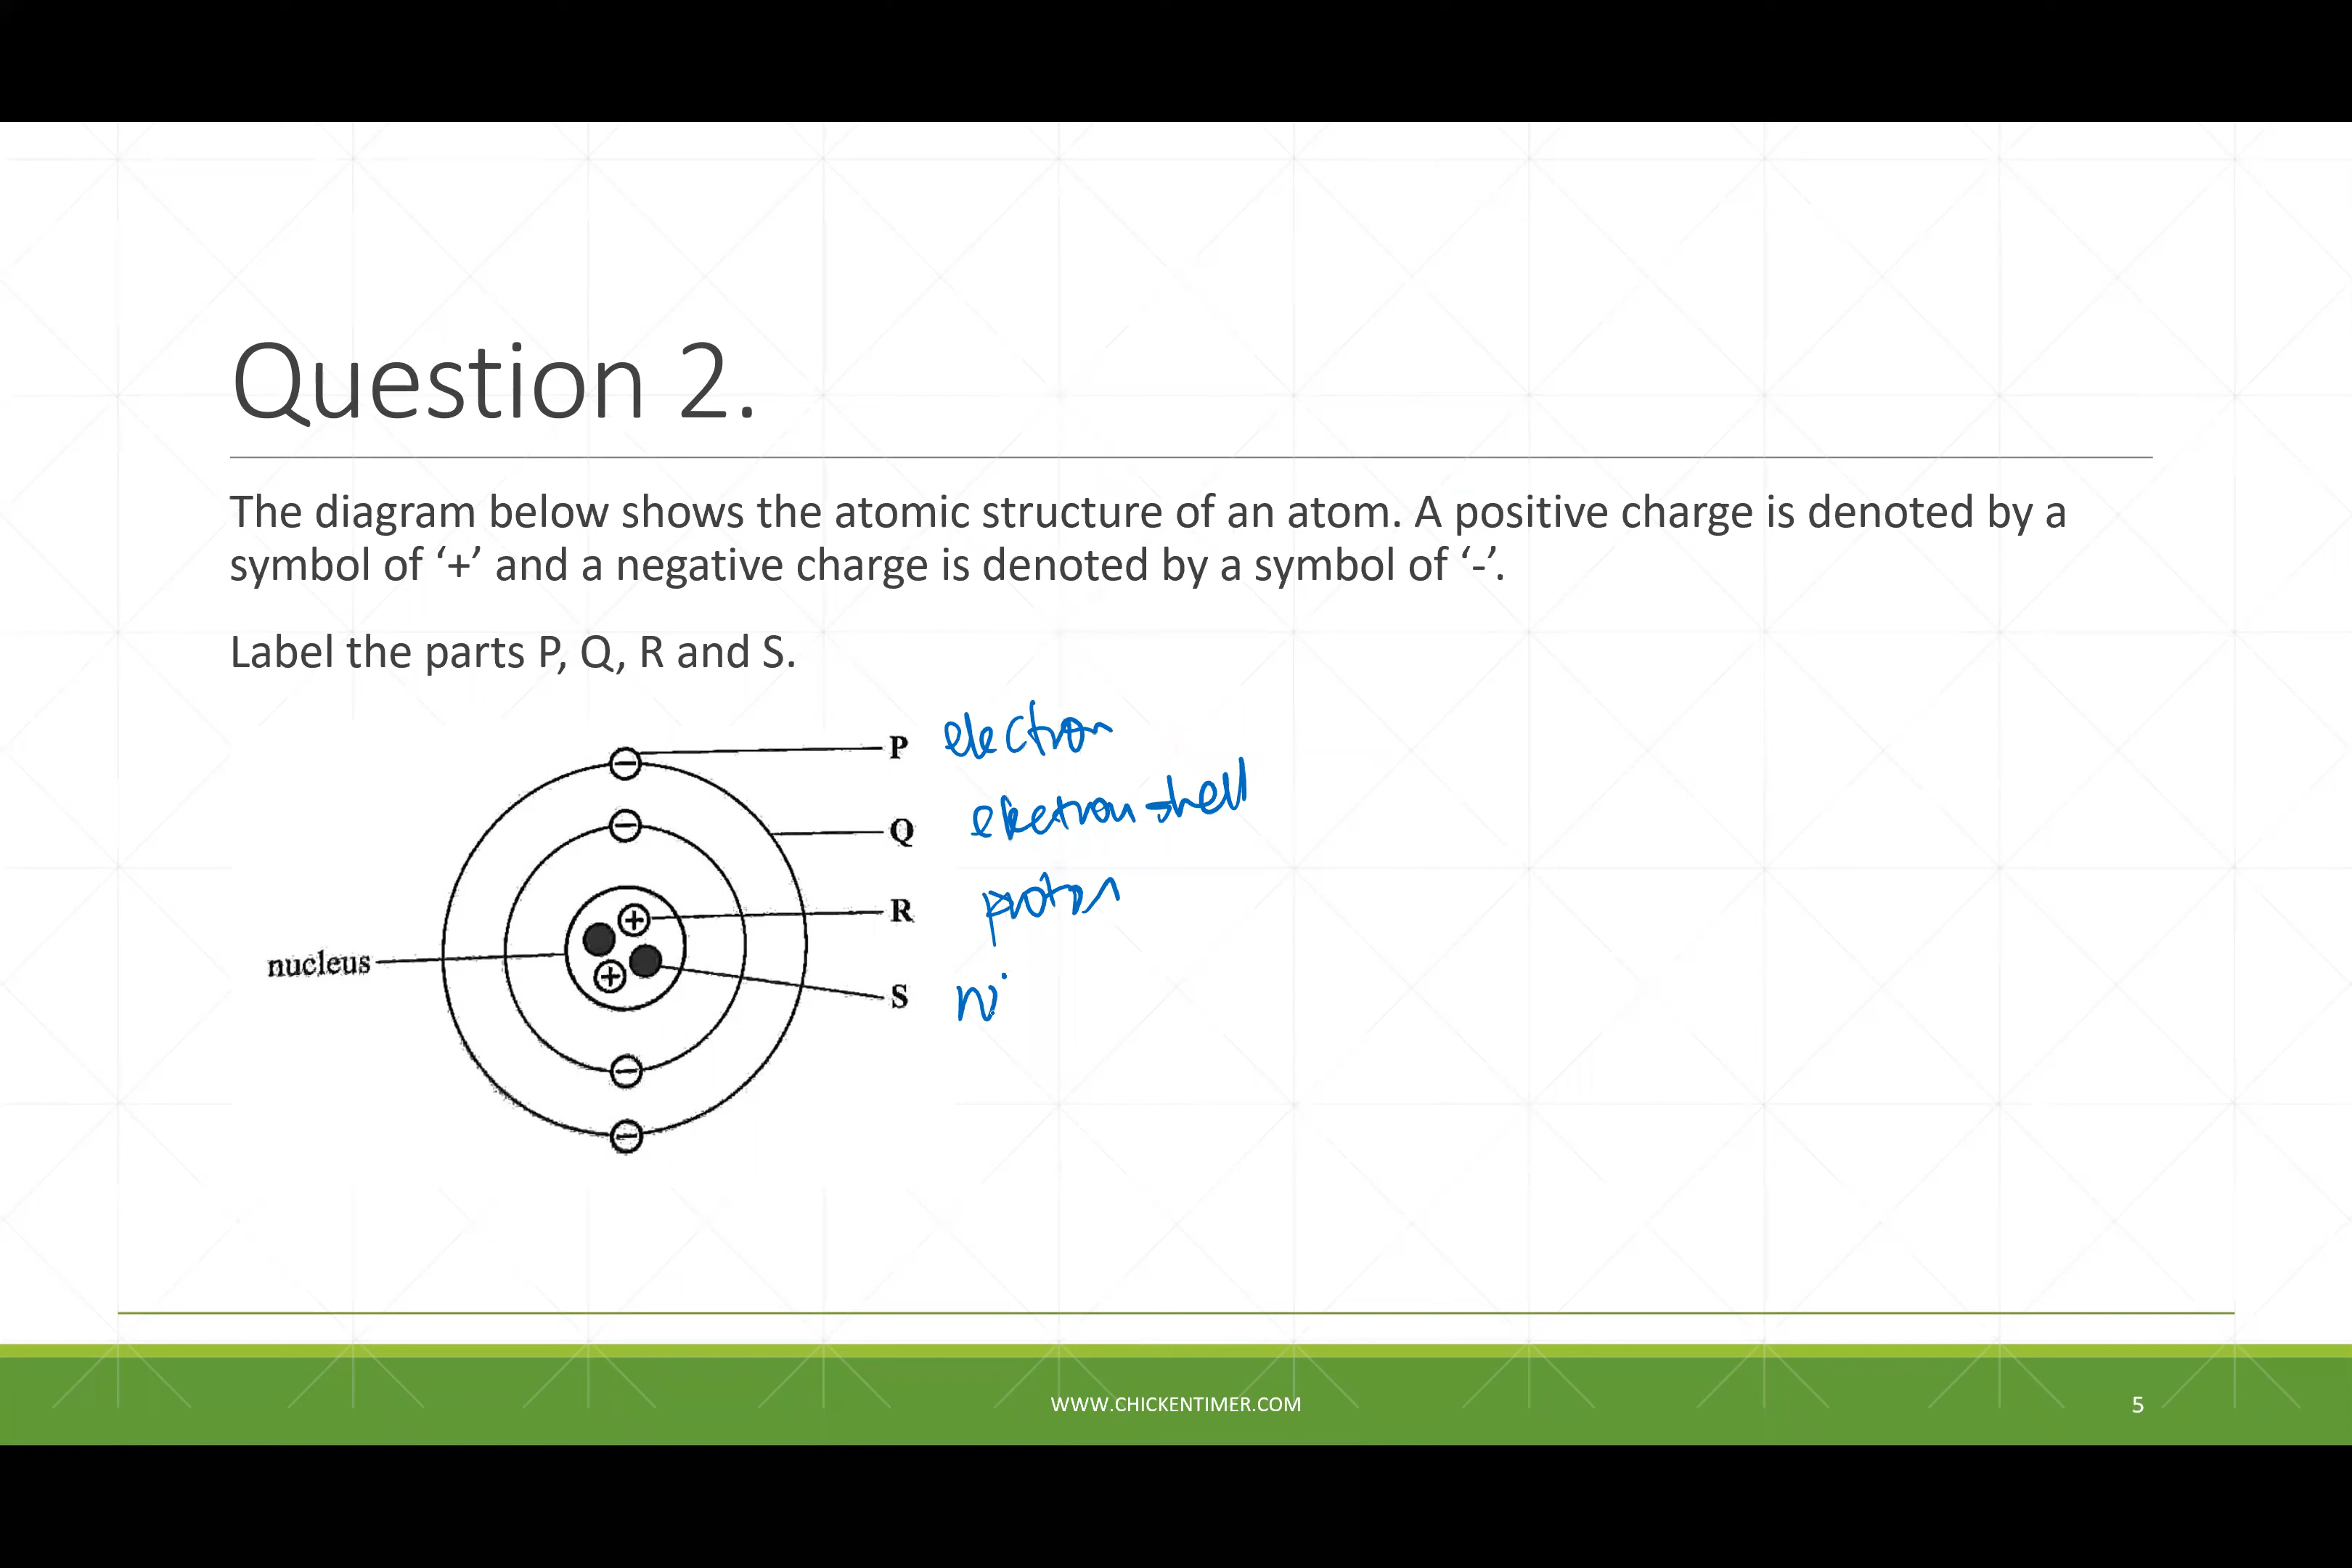 Question 2.
The diagram below shows the atomic structure of an atom. A positive charge is denoted by a
symbol of ‘+’ and a negative charge is denoted by a symbol of ‘-’.
Label the parts P, Q, R and S.
P electron
Q electron shell
R proton
nucleus
S
WWW.CHICKENTIMER.COM
5